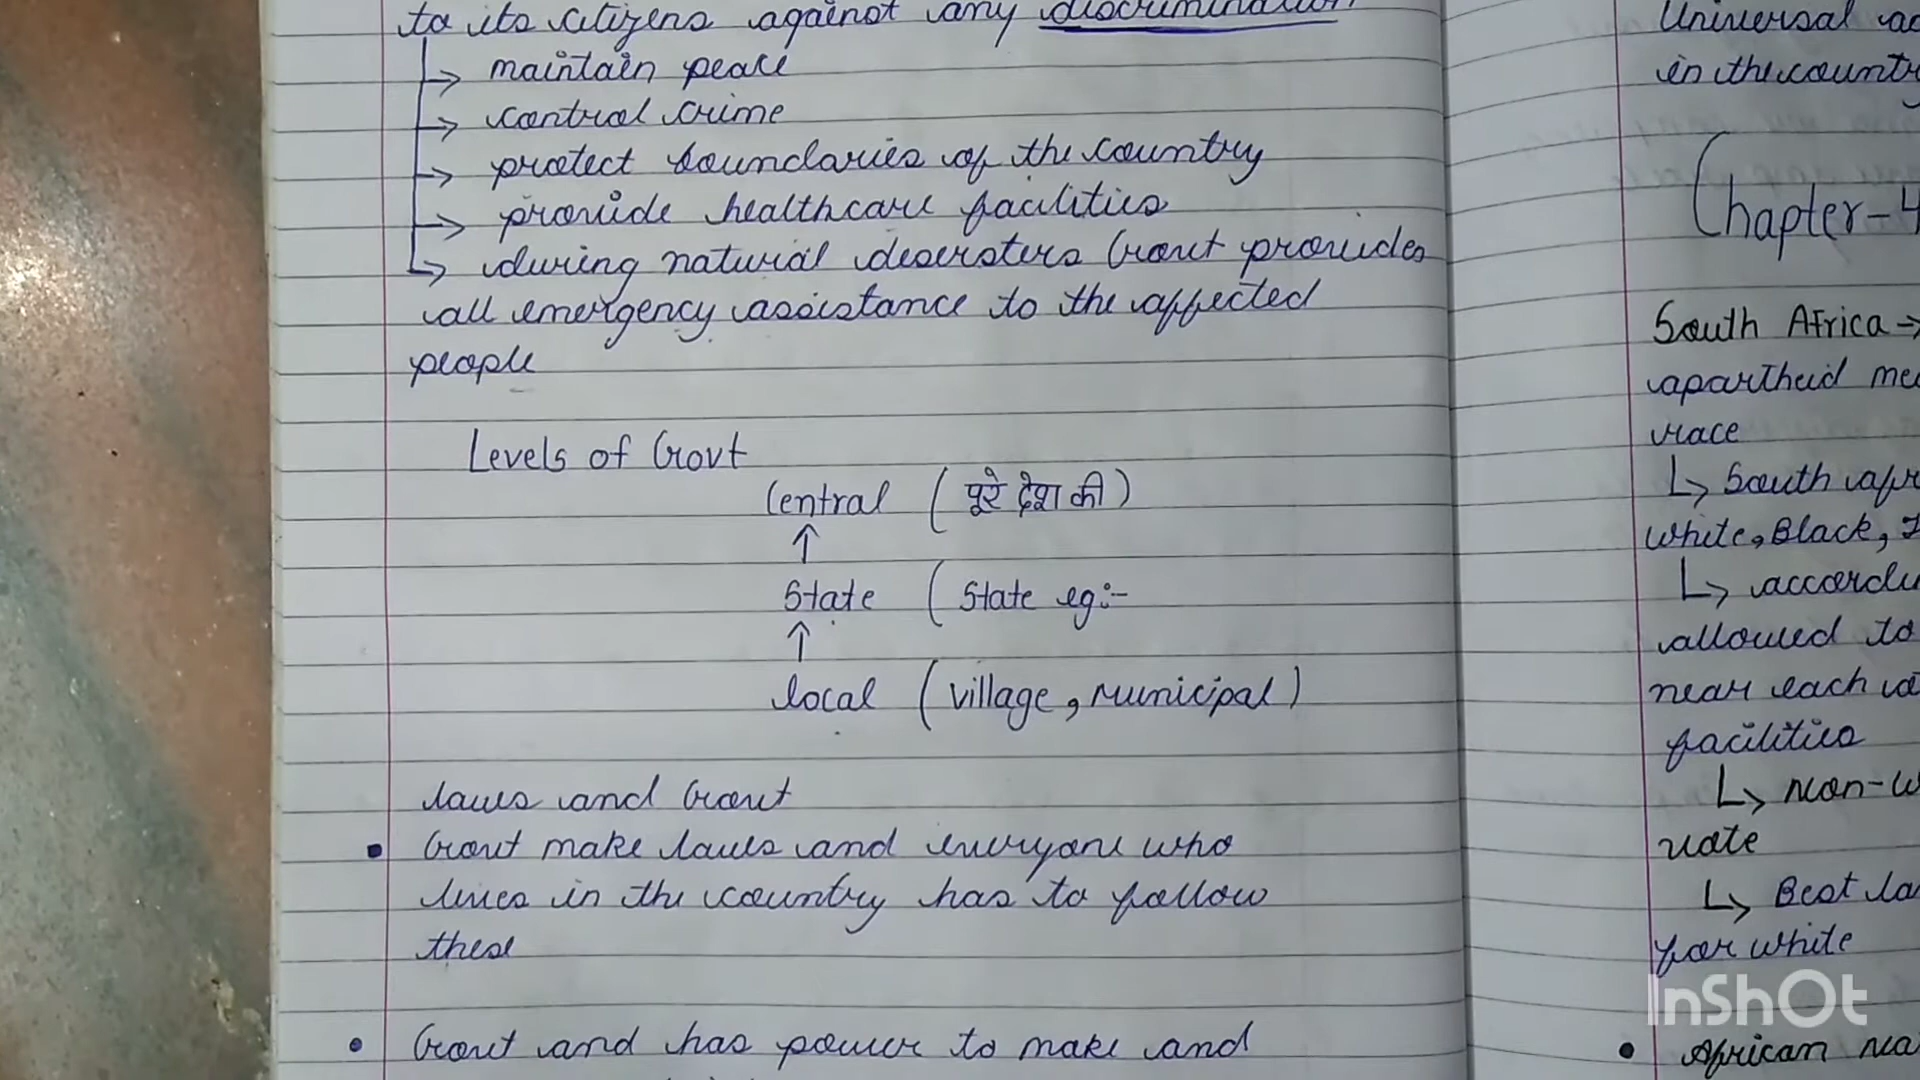 to its citizens against any discrimination
maintain peace
control crime
protect boundaries of the country
provide healthcare facilities
during natural desersters Govt provides
all emergency assistance to the affected
people
Levels of Govt
Central (पूरे देश की)
State (State eg:-
local (village, municipal)
laws and Govt
• Govt make laws and everyone who
lives in the country has to follow
these
• Govt and has power to make and
Universal
in the country
Chapter-4
South Africa →
apartheid
race
South
White, Black,
allowed to
near each
facilities
non-
vote
Best
for white
• African
InShOt